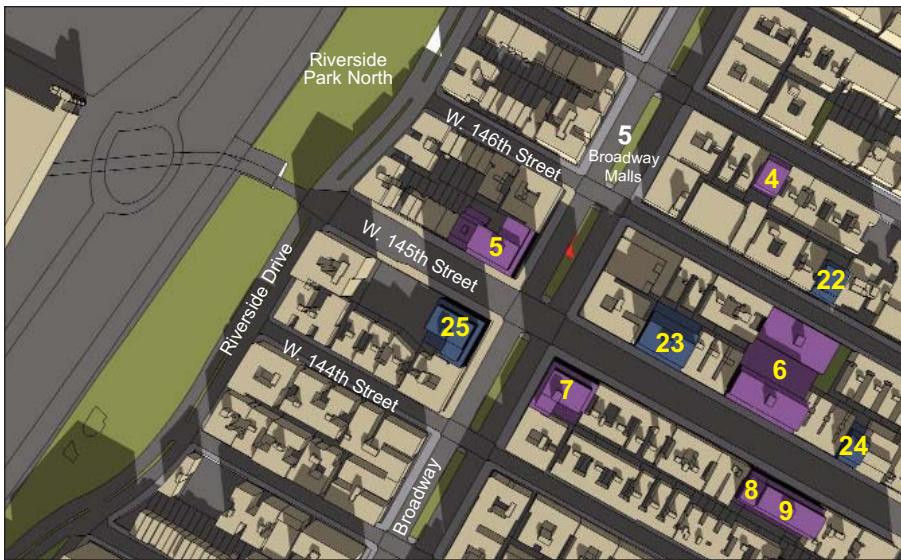 Riverside
Park North
W. 146th Street
5
Broadway
Malls
4
5
W. 145th Street
22
Riverside Drive
25
23
6
W. 144th Street
7
24
8
9
Broadway